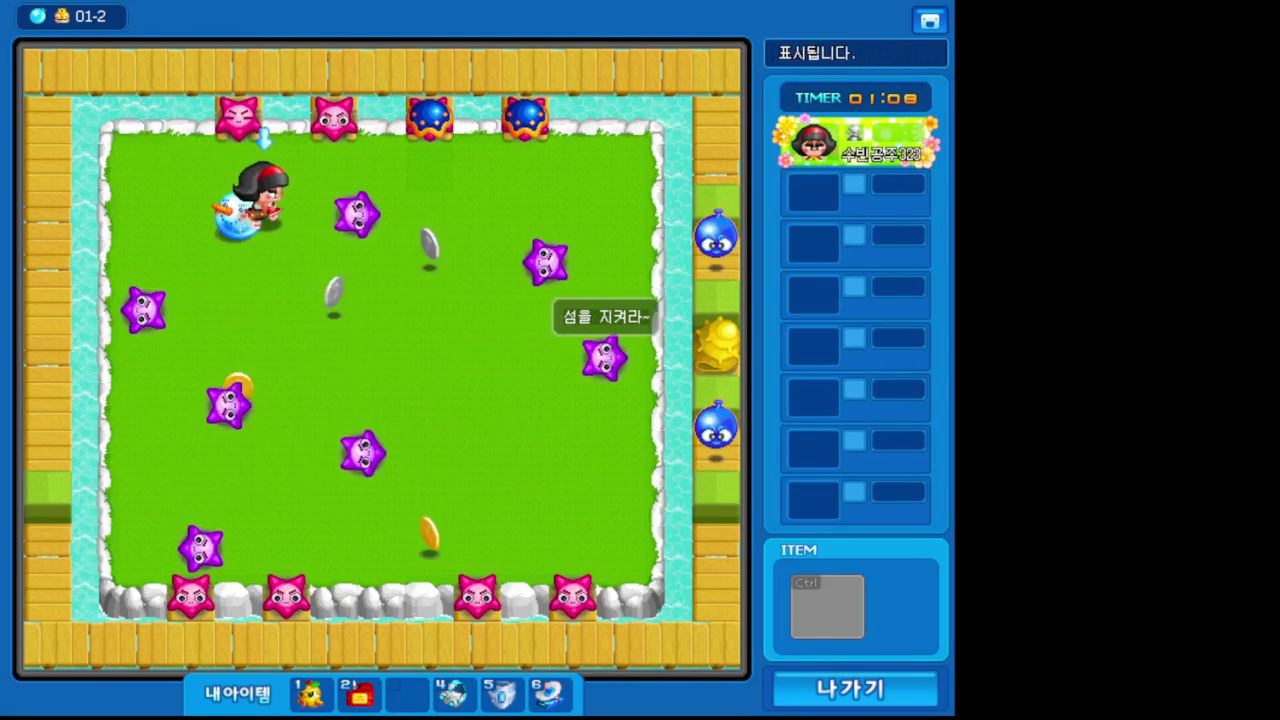 01-2
표시됩니다.
TIMER 01:08
수빈공주323
섬을 지켜라~
ITEM
Ctrl
내아이템
1
2
4
5
6
나가기